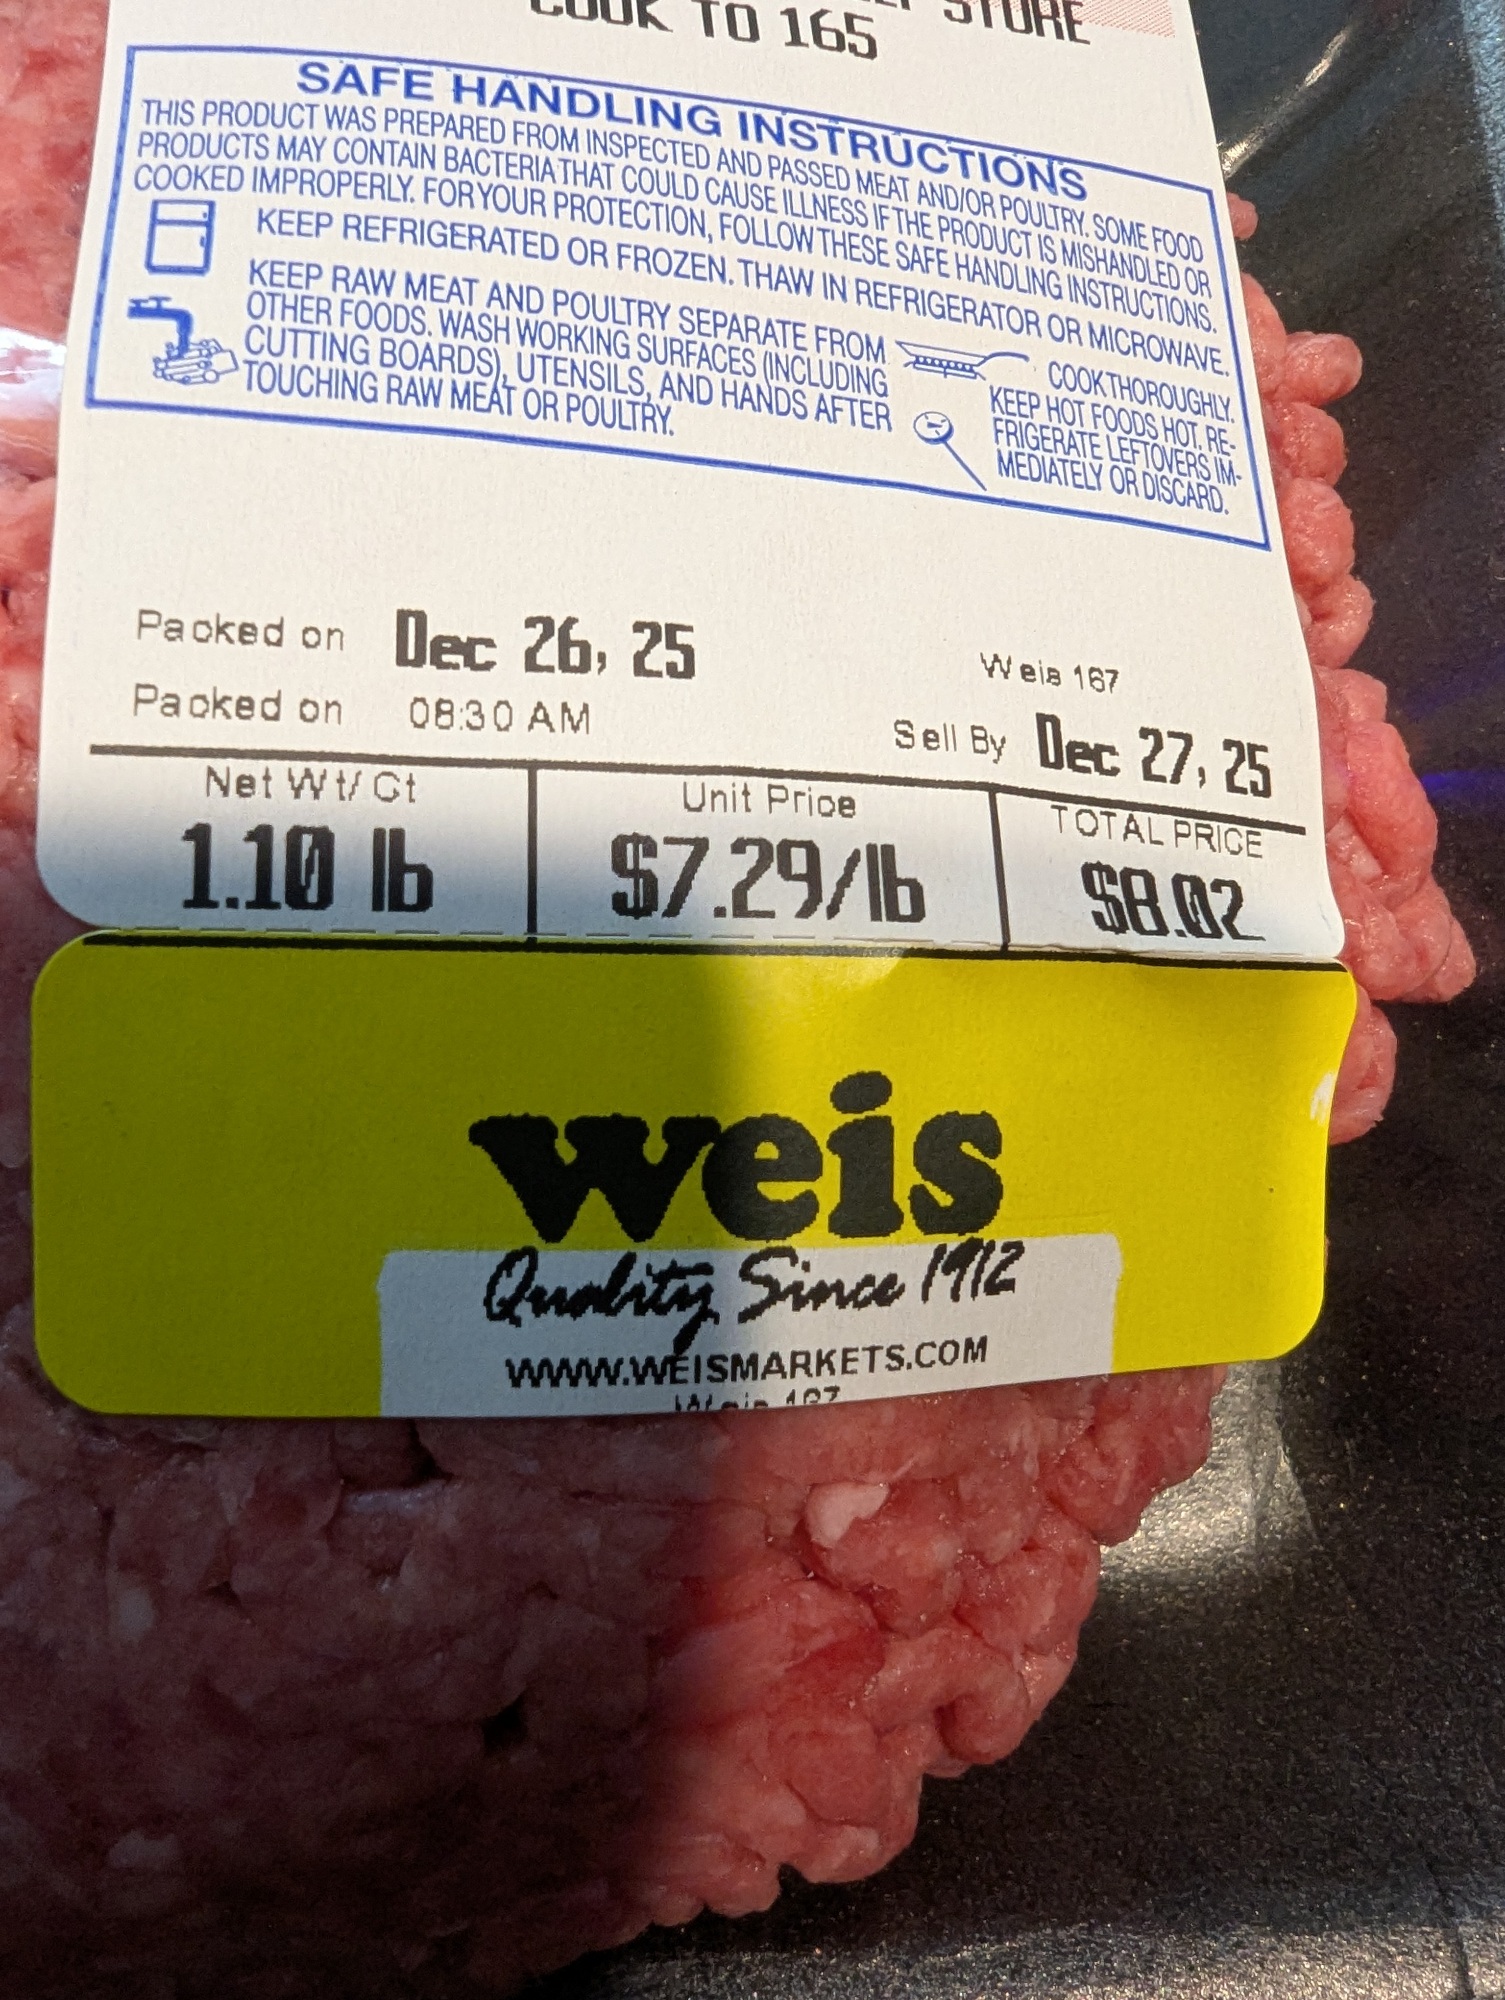 STORE
COOK TO 165
SAFE HANDLING INSTRUCTIONS
THIS PRODUCT WAS PREPARED FROM INSPECTED AND PASSED MEAT AND/OR POULTRY. SOME FOOD
PRODUCTS MAY CONTAIN BACTERIA THAT COULD CAUSE ILLNESS IF THE PRODUCT IS MISHANDLED OR
COOKED IMPROPERLY. FOR YOUR PROTECTION, FOLLOW THESE SAFE HANDLING INSTRUCTIONS.
KEEP REFRIGERATED OR FROZEN. THAW IN REFRIGERATOR OR MICROWAVE.
KEEP RAW MEAT AND POULTRY SEPARATE FROM
OTHER FOODS. WASH WORKING SURFACES (INCLUDING
CUTTING BOARDS), UTENSILS, AND HANDS AFTER
TOUCHING RAW MEAT OR POULTRY.
COOK THOROUGHLY.
KEEP HOT FOODS HOT. RE-
FRIGERATE LEFTOVERS IM-
MEDIATELY OR DISCARD.
Packed on Dec 26, 25
Packed on 08:30 AM
Weis 167
Sell By Dec 27, 25
Net Wt/Ct
1.10 lb
Unit Price
$7.29/lb
TOTAL PRICE
$8.02
weis
Quality Since 1912
WWW.WEISMARKETS.COM
Weis 167